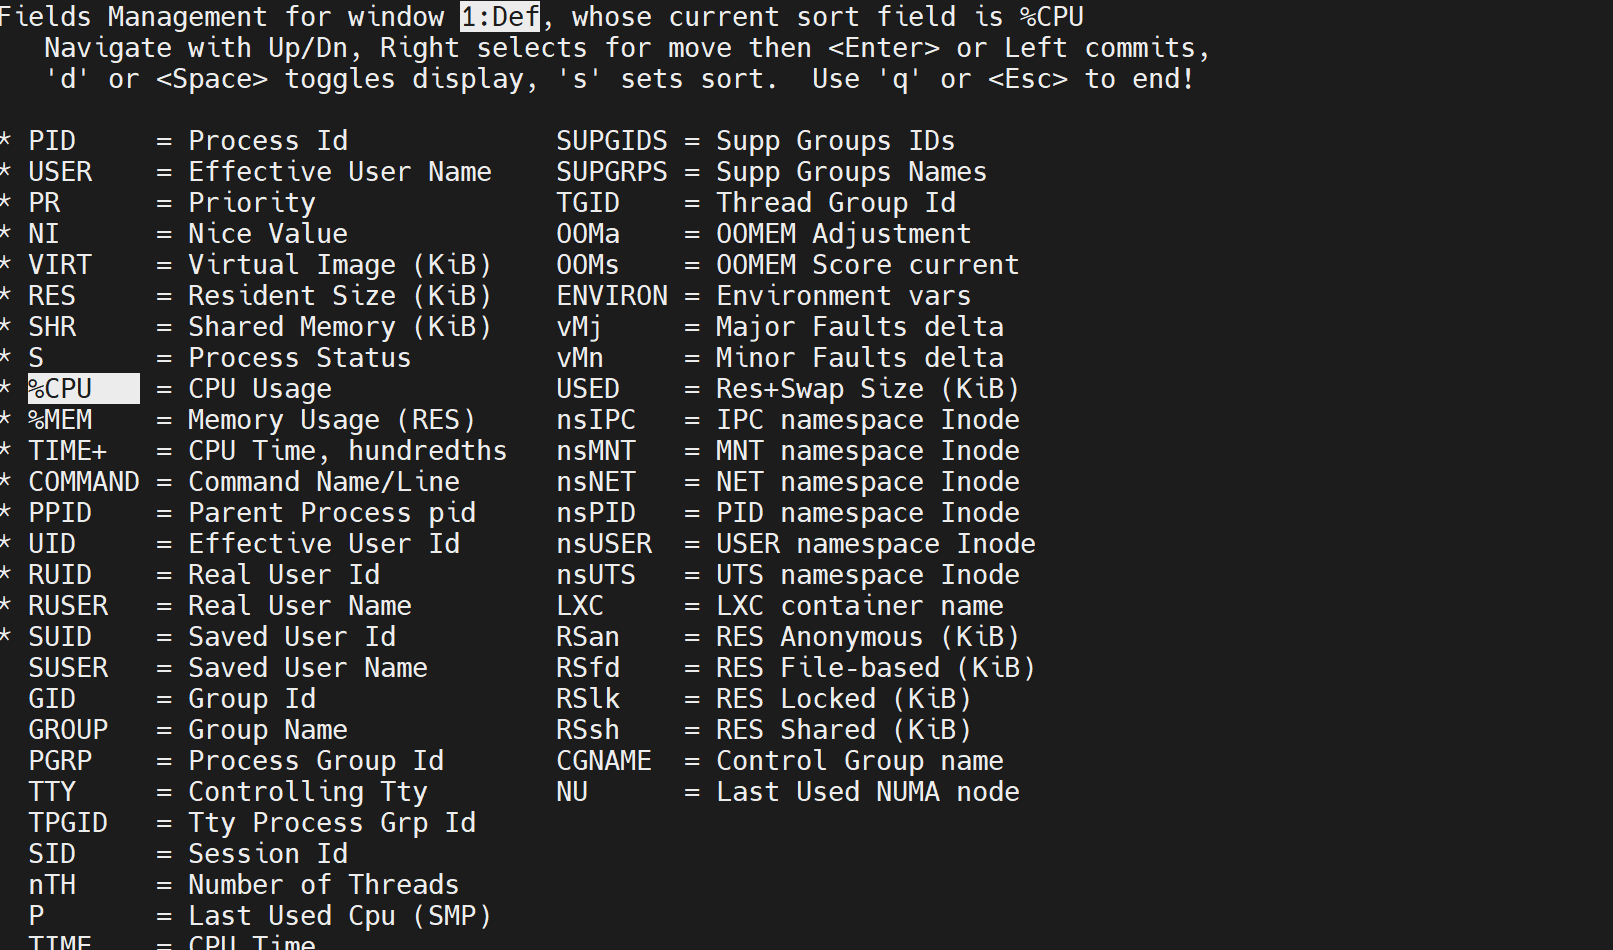 Fields Management for window 1:Def, whose current sort field is %CPU
   Navigate with Up/Dn, Right selects for move then <Enter> or Left commits,
   'd' or <Space> toggles display, 's' sets sort.  Use 'q' or <Esc> to end!

* PID     = Process Id             SUPGIDS = Supp Groups IDs
* USER    = Effective User Name    SUPGRPS = Supp Groups Names
* PR      = Priority               TGID    = Thread Group Id
* NI      = Nice Value             OOMa    = OOMEM Adjustment
* VIRT    = Virtual Image (KiB)    OOMs    = OOMEM Score current
* RES     = Resident Size (KiB)    ENVIRON = Environment vars
* SHR     = Shared Memory (KiB)    vMj     = Major Faults delta
* S       = Process Status         vMn     = Minor Faults delta
* %CPU    = CPU Usage              USED    = Res+Swap Size (KiB)
* %MEM    = Memory Usage (RES)     nsIPC   = IPC namespace Inode
* TIME+   = CPU Time, hundredths   nsMNT   = MNT namespace Inode
* COMMAND = Command Name/Line      nsNET   = NET namespace Inode
* PPID    = Parent Process pid     nsPID   = PID namespace Inode
* UID     = Effective User Id      nsUSER  = USER namespace Inode
* RUID    = Real User Id           nsUTS   = UTS namespace Inode
* RUSER   = Real User Name         LXC     = LXC container name
* SUID    = Saved User Id          RSan    = RES Anonymous (KiB)
  SUSER   = Saved User Name        RSfd    = RES File-based (KiB)
  GID     = Group Id               RSlk    = RES Locked (KiB)
  GROUP   = Group Name             RSsh    = RES Shared (KiB)
  PGRP    = Process Group Id       CGNAME  = Control Group name
  TTY     = Controlling Tty        NU      = Last Used NUMA node
  TPGID   = Tty Process Grp Id
  SID     = Session Id
  nTH     = Number of Threads
  P       = Last Used Cpu (SMP)
  TIME    = CPU Time